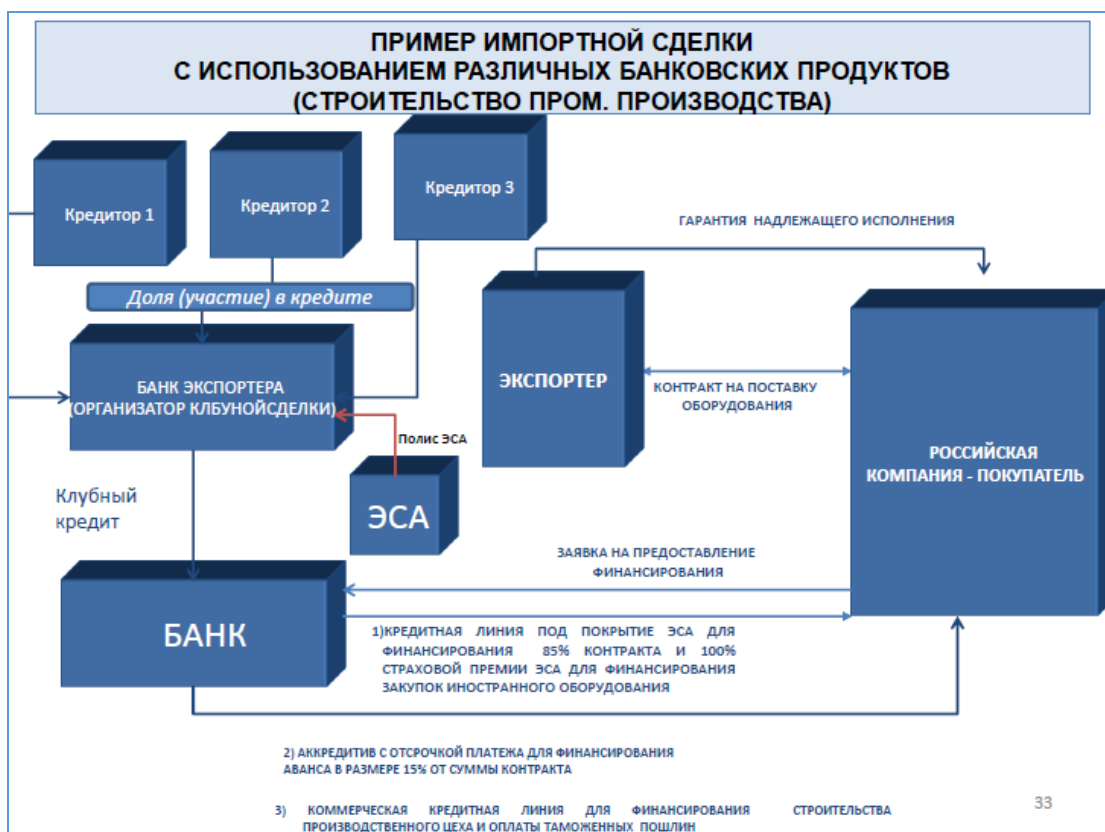 ПРИМЕР ИМПОРТНОЙ СДЕЛКИ
С ИСПОЛЬЗОВАНИЕМ РАЗЛИЧНЫХ БАНКОВСКИХ ПРОДУКТОВ
(СТРОИТЕЛЬСТВО ПРОМ. ПРОИЗВОДСТВА)
Кредитор 1
Кредитор 2
Кредитор 3
ГАРАНТИЯ НАДЛЕЖАЩЕГО ИСПОЛНЕНИЯ
Доля (участие) в кредите
БАНК ЭКСПОРТЕРА
(ОРГАНИЗАТОР КЛБУНОЙСДЕЛКИ)
ЭКСПОРТЕР
КОНТРАКТ НА ПОСТАВКУ
ОБОРУДОВАНИЯ
РОССИЙСКАЯ
КОМПАНИЯ - ПОКУПАТЕЛЬ
Полис ЭСА
ЭСА
Клубный
кредит
ЗАЯВКА НА ПРЕДОСТАВЛЕНИЕ
ФИНАНСИРОВАНИЯ
БАНК
1)КРЕДИТНАЯ ЛИНИЯ ПОД ПОКРЫТИЕ ЭСА ДЛЯ
ФИНАНСИРОВАНИЯ 85% КОНТРАКТА И 100%
СТРАХОВОЙ ПРЕМИИ ЭСА ДЛЯ ФИНАНСИРОВАНИЯ
ЗАКУПОК ИНОСТРАННОГО ОБОРУДОВАНИЯ
2) АККРЕДИТИВ С ОТСРОЧКОЙ ПЛАТЕЖА ДЛЯ ФИНАНСИРОВАНИЯ
АВАНСА В РАЗМЕРЕ 15% ОТ СУММЫ КОНТРАКТА
3) КОММЕРЧЕСКАЯ КРЕДИТНАЯ ЛИНИЯ ДЛЯ ФИНАНСИРОВАНИЯ СТРОИТЕЛЬСТВА
ПРОИЗВОДСТВЕННОГО ЦЕХА И ОПЛАТЫ ТАМОЖЕННЫХ ПОШЛИН
33